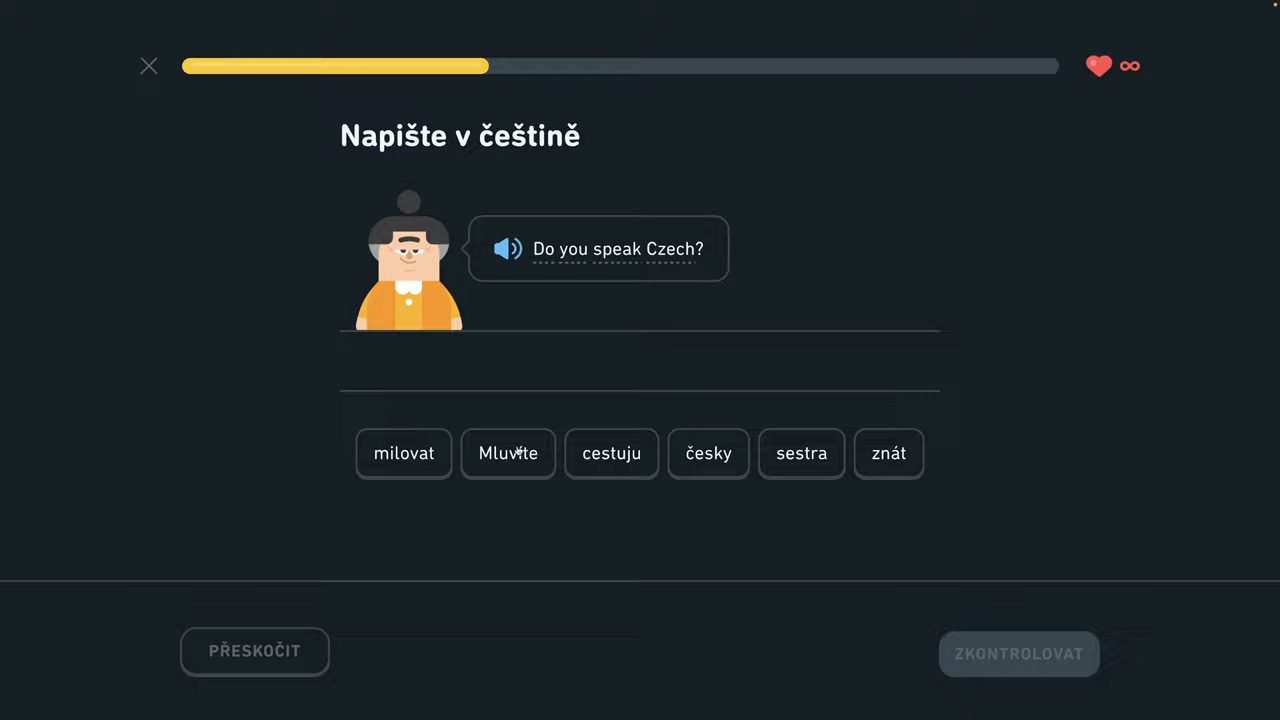 Napište v češtině
Do you speak Czech?
milovat Mluvíte cestuju česky sestra znát
PŘESKOČIT
ZKONTROLOVAT